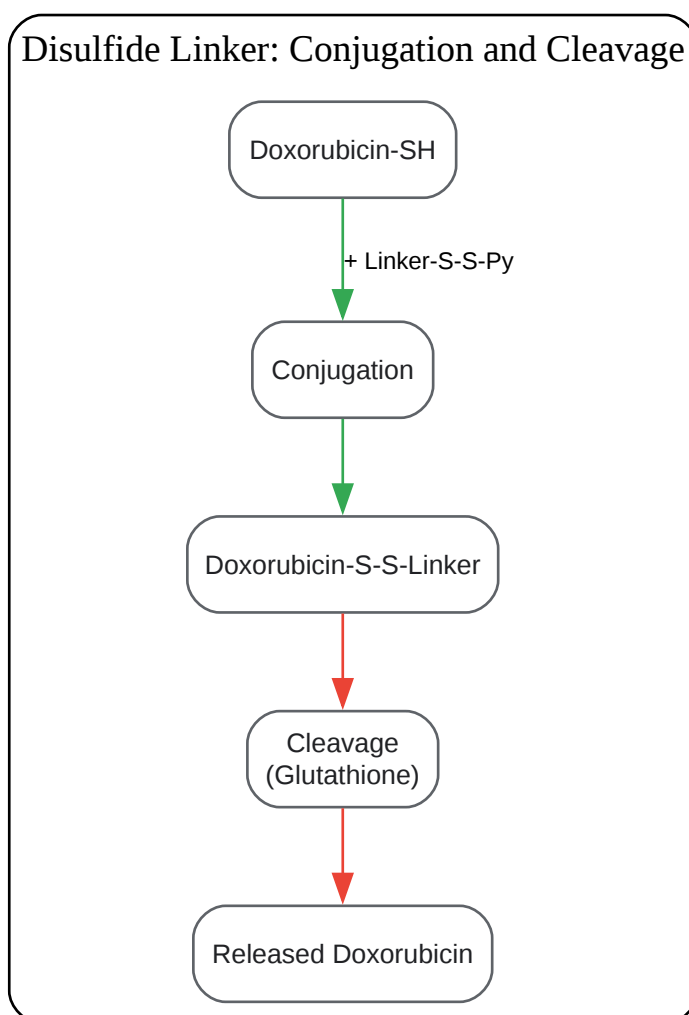 Disulfide Linker: Conjugation and Cleavage
Doxorubicin-SH
+ Linker-S-S-Py
Conjugation
Doxorubicin-S-S-Linker
Cleavage
(Glutathione)
Released Doxorubicin